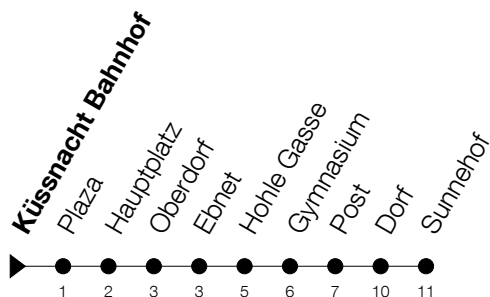 Küssnacht Bahnhof
Plaza
Hauptplatz
Oberdorf
Ebnet
Hohle Gasse
Gymnasium
Post
Dorf
Sunnehof
1 2 3 3 5 6 7 10 11